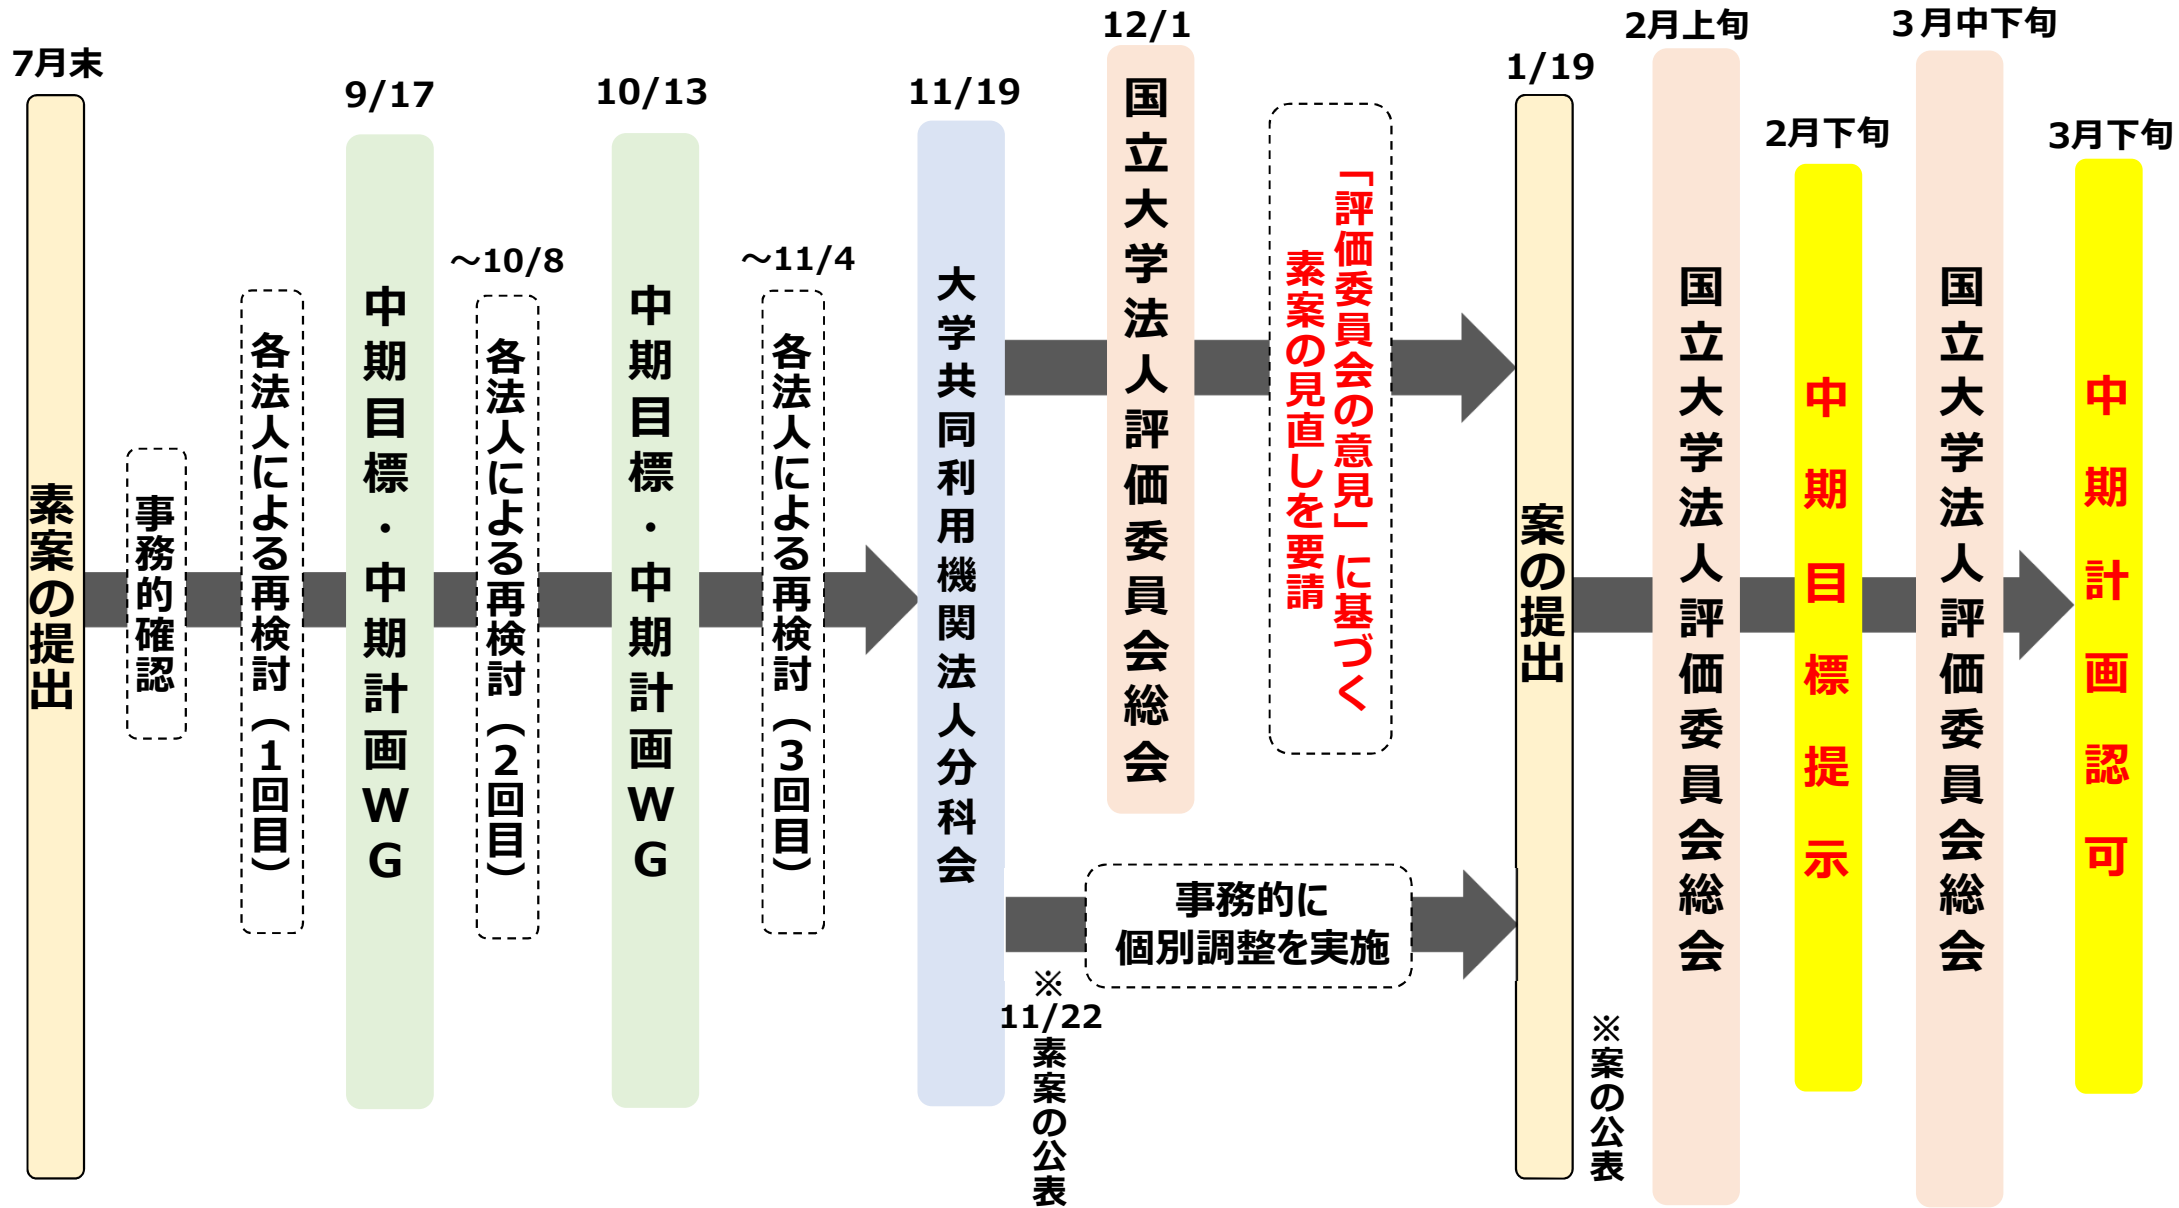 7月末
素案の提出
事務的確認
各法人による再検討（1回目）
9/17
中期目標・中期計画WG
～10/8
各法人による再検討（2回目）
10/13
中期目標・中期計画WG
～11/4
各法人による再検討（3回目）
11/19
大学共同利用機関法人分科会
※
11/22
素案の公表
12/1
国立大学法人評価委員会総会
「評価委員会の意見」に基づく
素案の見直しを要請
事務的に
個別調整を実施
1/19
案の提出
※案の公表
2月上旬
国立大学法人評価委員会総会
2月下旬
中期目標提示
３月中下旬
国立大学法人評価委員会総会
3月下旬
中期計画認可